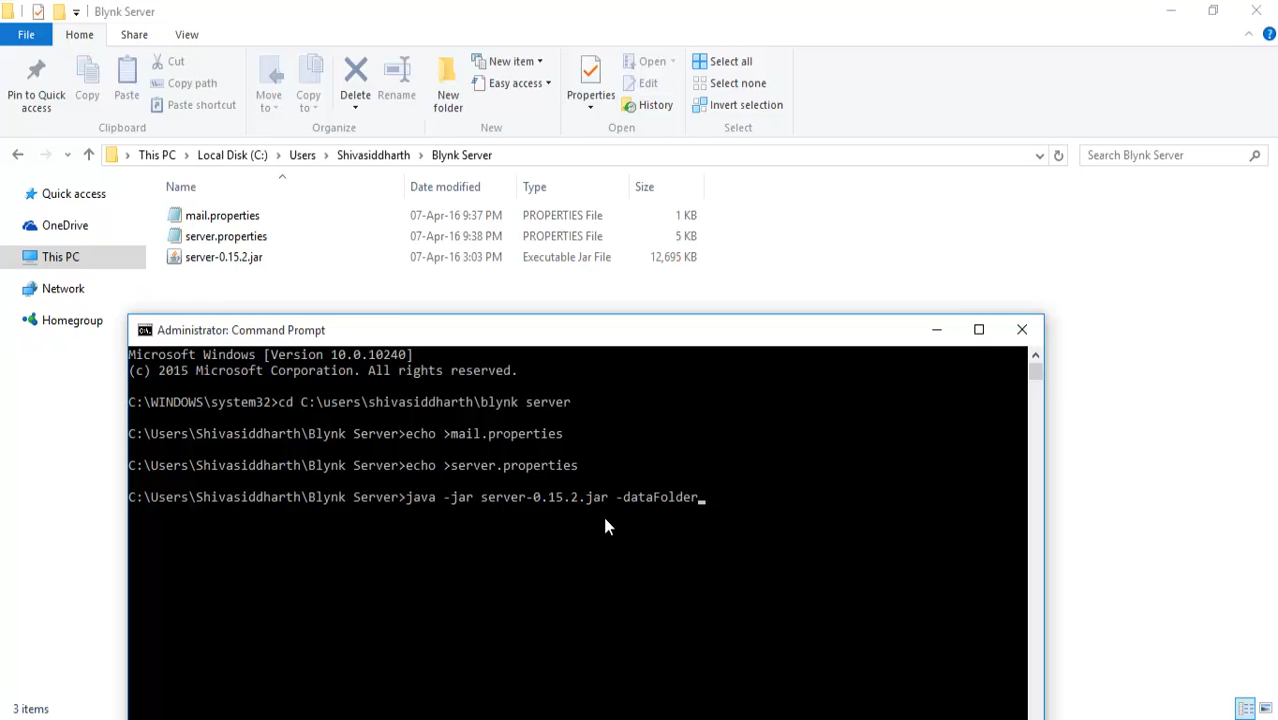 Blynk Server
File Home Share View
Pin to Quick access
Copy
Paste
Cut
Copy path
Paste shortcut
Clipboard
Move to
Copy to
Delete
Rename
Organize
New folder
New item
Easy access
New
Properties
Open
Edit
History
Open
Select all
Select none
Invert selection
Select
This PC › Local Disk (C:) › Users › Shivasiddharth › Blynk Server
Search Blynk Server
Quick access
OneDrive
This PC
Network
Homegroup
Name Date modified Type Size
mail.properties 07-Apr-16 9:37 PM PROPERTIES File 1 KB
server.properties 07-Apr-16 9:38 PM PROPERTIES File 5 KB
server-0.15.2.jar 07-Apr-16 3:03 PM Executable Jar File 12,695 KB
Administrator: Command Prompt
Microsoft Windows [Version 10.0.10240]
(c) 2015 Microsoft Corporation. All rights reserved.
C:\WINDOWS\system32>cd C:\users\shivasiddharth\blynk server
C:\Users\Shivasiddharth\Blynk Server>echo >mail.properties
C:\Users\Shivasiddharth\Blynk Server>echo >server.properties
C:\Users\Shivasiddharth\Blynk Server>java -jar server-0.15.2.jar -dataFolder_
3 items